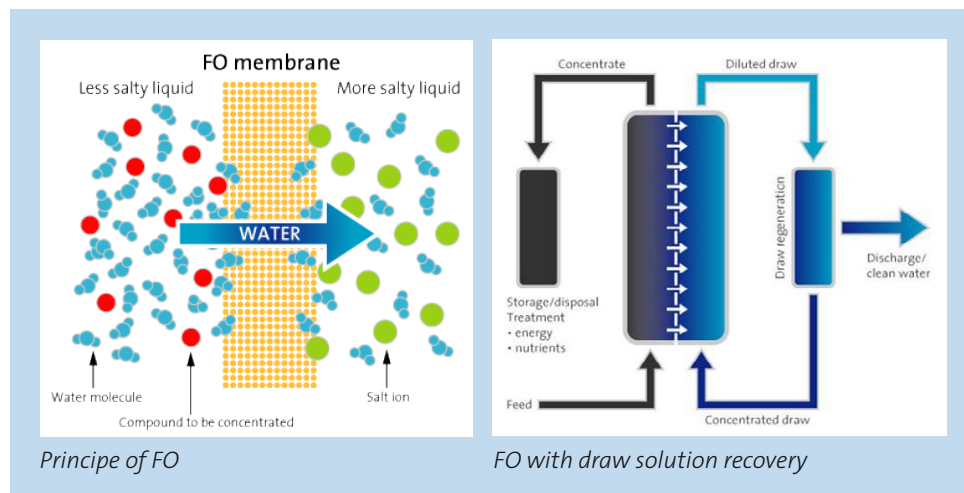 FO membrane
Less salty liquid
More salty liquid
WATER
Water molecule
Salt ion
Compound to be concentrated
Principe of FO
Concentrate
Diluted draw
Draw regeneration
Discharge/
clean water
Storage/disposal
Treatment
• energy
• nutrients
Feed
Concentrated draw
FO with draw solution recovery